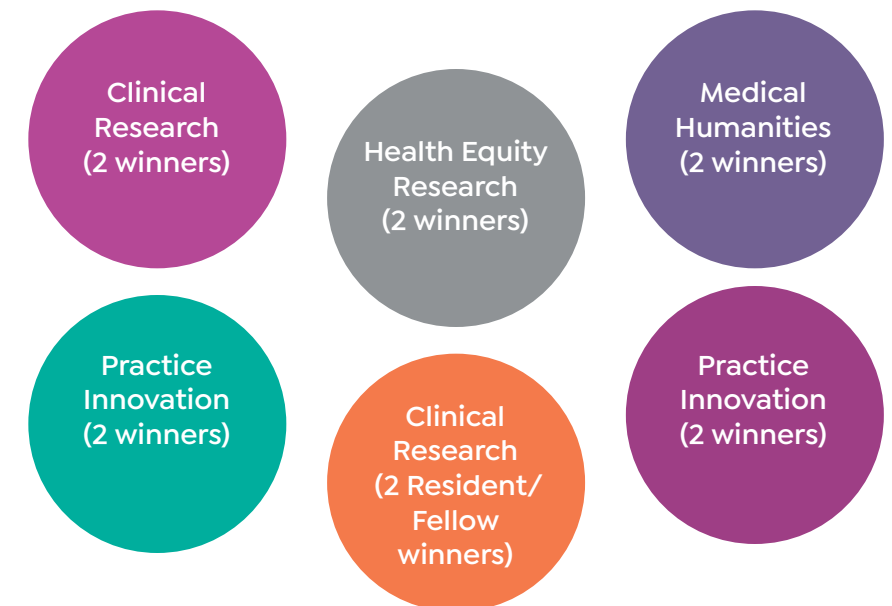 Clinical
Research
(2 winners)
Health Equity
Research
(2 winners)
Medical
Humanities
(2 winners)
Practice
Innovation
(2 winners)
Clinical
Research
(2 Resident/
Fellow
winners)
Practice
Innovation
(2 winners)